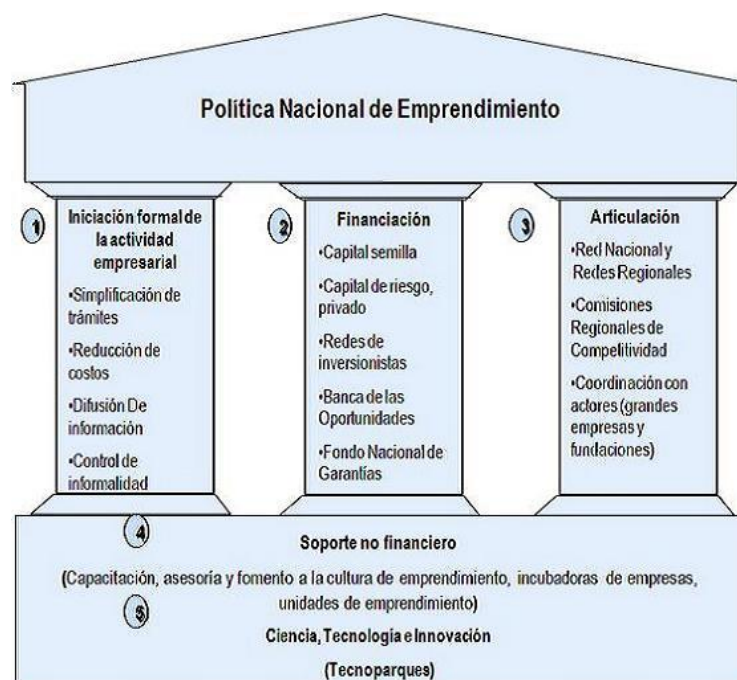 Política Nacional de Emprendimiento
1
Iniciación formal de
la actividad
empresarial
•Simplificación de
trámites
•Reducción de
costos
•Difusión De
información
•Control de
informalidad
2
Financiación
•Capital semilla
•Capital de riesgo,
privado
•Redes de
inversionistas
•Banca de las
Oportunidades
•Fondo Nacional de
Garantías
3
Articulación
•Red Nacional y
Redes Regionales
•Comisiones
Regionales de
Competitividad
•Coordinación con
actores (grandes
empresas y
fundaciones)
4
Soporte no financiero
(Capacitación, asesoría y fomento a la cultura de emprendimiento, incubadoras de empresas,
unidades de emprendimiento)
5
Ciencia, Tecnología e Innovación
(Tecnoparques)